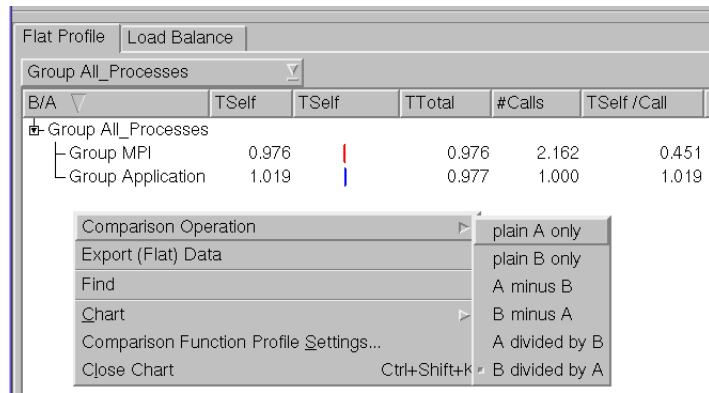 Flat Profile Load Balance
Group All_Processes
B/A TSelf TSelf TTotal #Calls TSelf /Call
Group All_Processes
Group MPI 0.976 0.976 2.162 0.451
Group Application 1.019 0.977 1.000 1.019
Comparison Operation
Export (Flat) Data
Find
Chart
Comparison Function Profile Settings...
Close Chart Ctrl+Shift+K
plain A only
plain B only
A minus B
B minus A
A divided by B
B divided by A